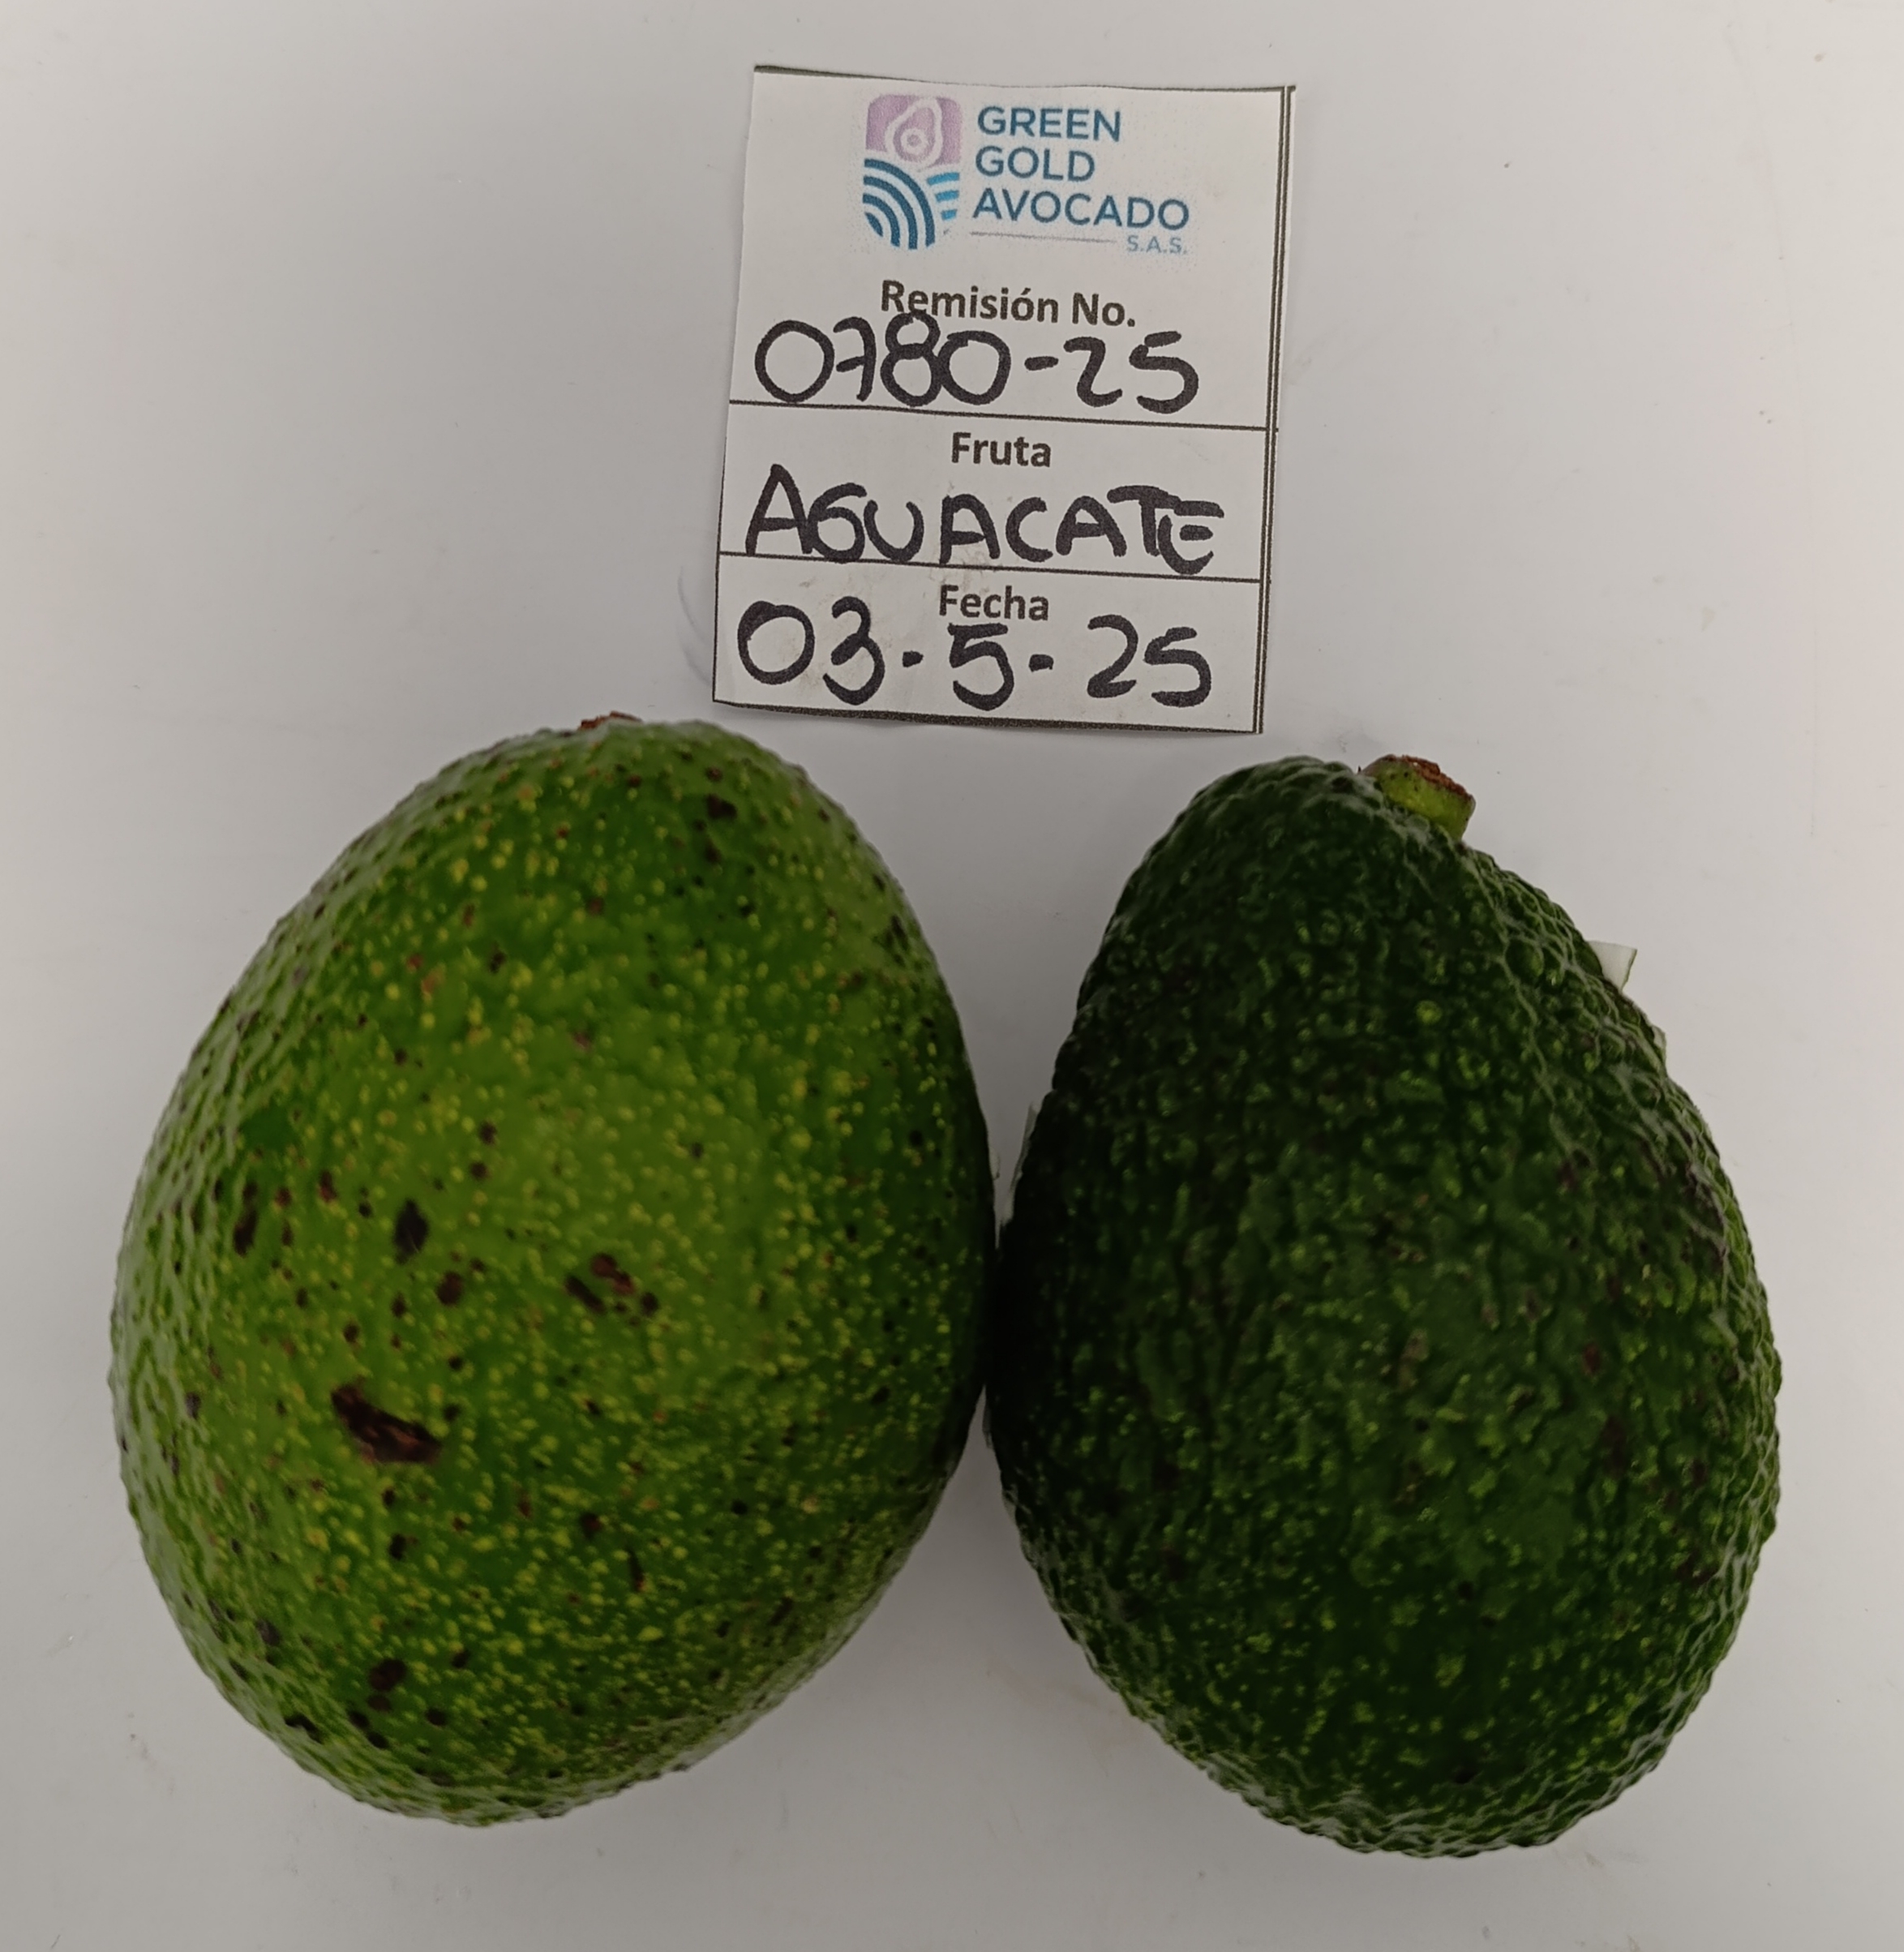 GREEN
GOLD
AVOCADO
S.A.S.
Remisión No.
0780-25
Fruta
AGUACATE
Fecha
03-5-25